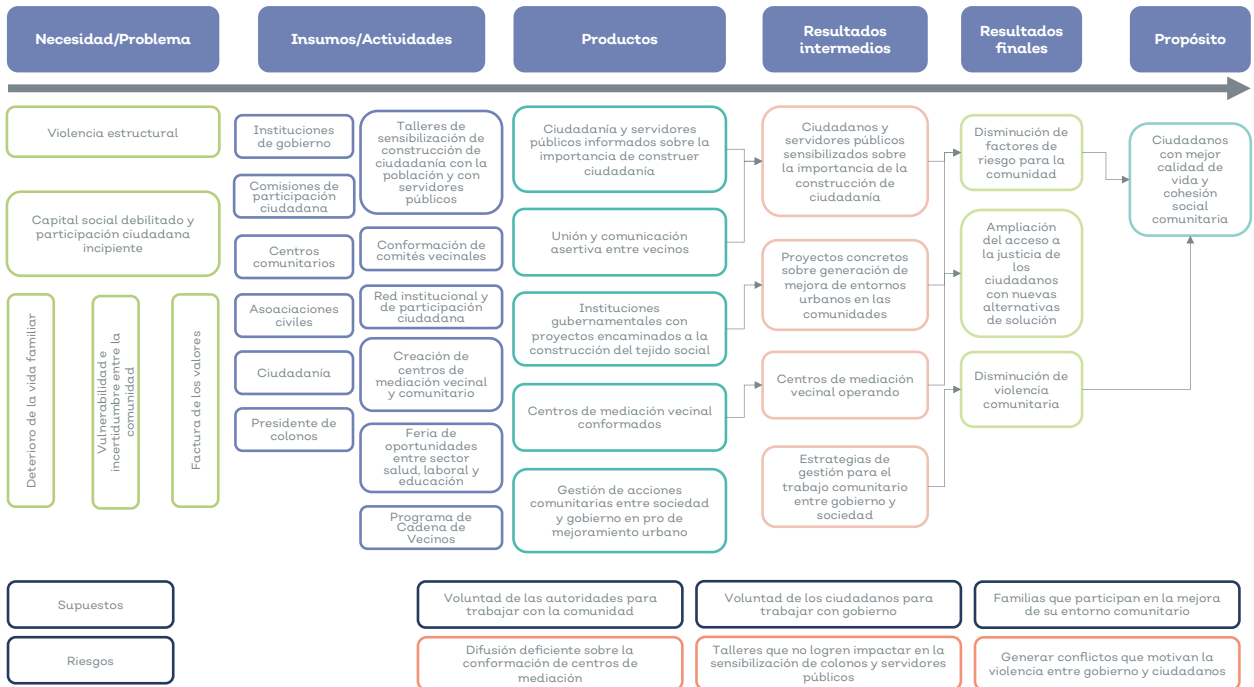 Necesidad/Problema
Insumos/Actividades
Productos
Resultados
intermedios
Resultados
finales
Propósito
Violencia estructural
Capital social debilitado y
participación ciudadana
incipiente
Deterioro de la vida familiar
Vulnerabilidad e
incertidumbre entre la
comunidad
Factura de los valores
Instituciones
de gobierno
Comisiones de
participación
ciudadana
Centros
comunitarios
Asoaciaciones
civiles
Ciudadanía
Presidente de
colonos
Talleres de
sensibilización de
construcción de
ciudadanía con la
población y con
servidores
públicos
Conformación de
comités vecinales
Red institucional y
de participación
ciudadana
Creación de
centros de
mediación vecinal
y comunitario
Feria de
oportunidades
entre sector
salud, laboral y
educación
Programa de
Cadena de
Vecinos
Ciudadanía y servidores
públicos informados sobre la
importancia de construer
ciudadanía
Unión y comunicación
asertiva entre vecinos
Instituciones
gubernamentales con
proyectos encaminados a la
construcción del tejido social
Centros de mediación vecinal
conformados
Gestión de acciones
comunitarias entre sociedad
y gobierno en pro de
mejoramiento urbano
Ciudadanos y
servidores públicos
sensibilizados sobre
la importancia de la
construcción de
ciudadanía
Proyectos concretos
sobre generación de
mejora de entornos
urbanos en las
comunidades
Centros de mediación
vecinal operando
Estrategias de
gestión para el
trabajo comunitario
entre gobierno y
sociedad
Disminución de
factores de
riesgo para la
comunidad
Ampliación
del acceso a
la justicia de
los
ciudadanos
con nuevas
alternativas
de solución
Disminución de
violencia
comunitaria
Ciudadanos
con mejor
calidad de
vida y
cohesión
social
comunitaria
Supuestos
Voluntad de las autoridades para
trabajar con la comunidad
Voluntad de los ciudadanos para
trabajar con gobierno
Familias que participan en la mejora
de su entorno comunitario
Riesgos
Difusión deficiente sobre la
conformación de centros de
mediación
Talleres que no logren impactar en la
sensibilización de colonos y servidores
públicos
Generar conflictos que motivan la
violencia entre gobierno y ciudadanos